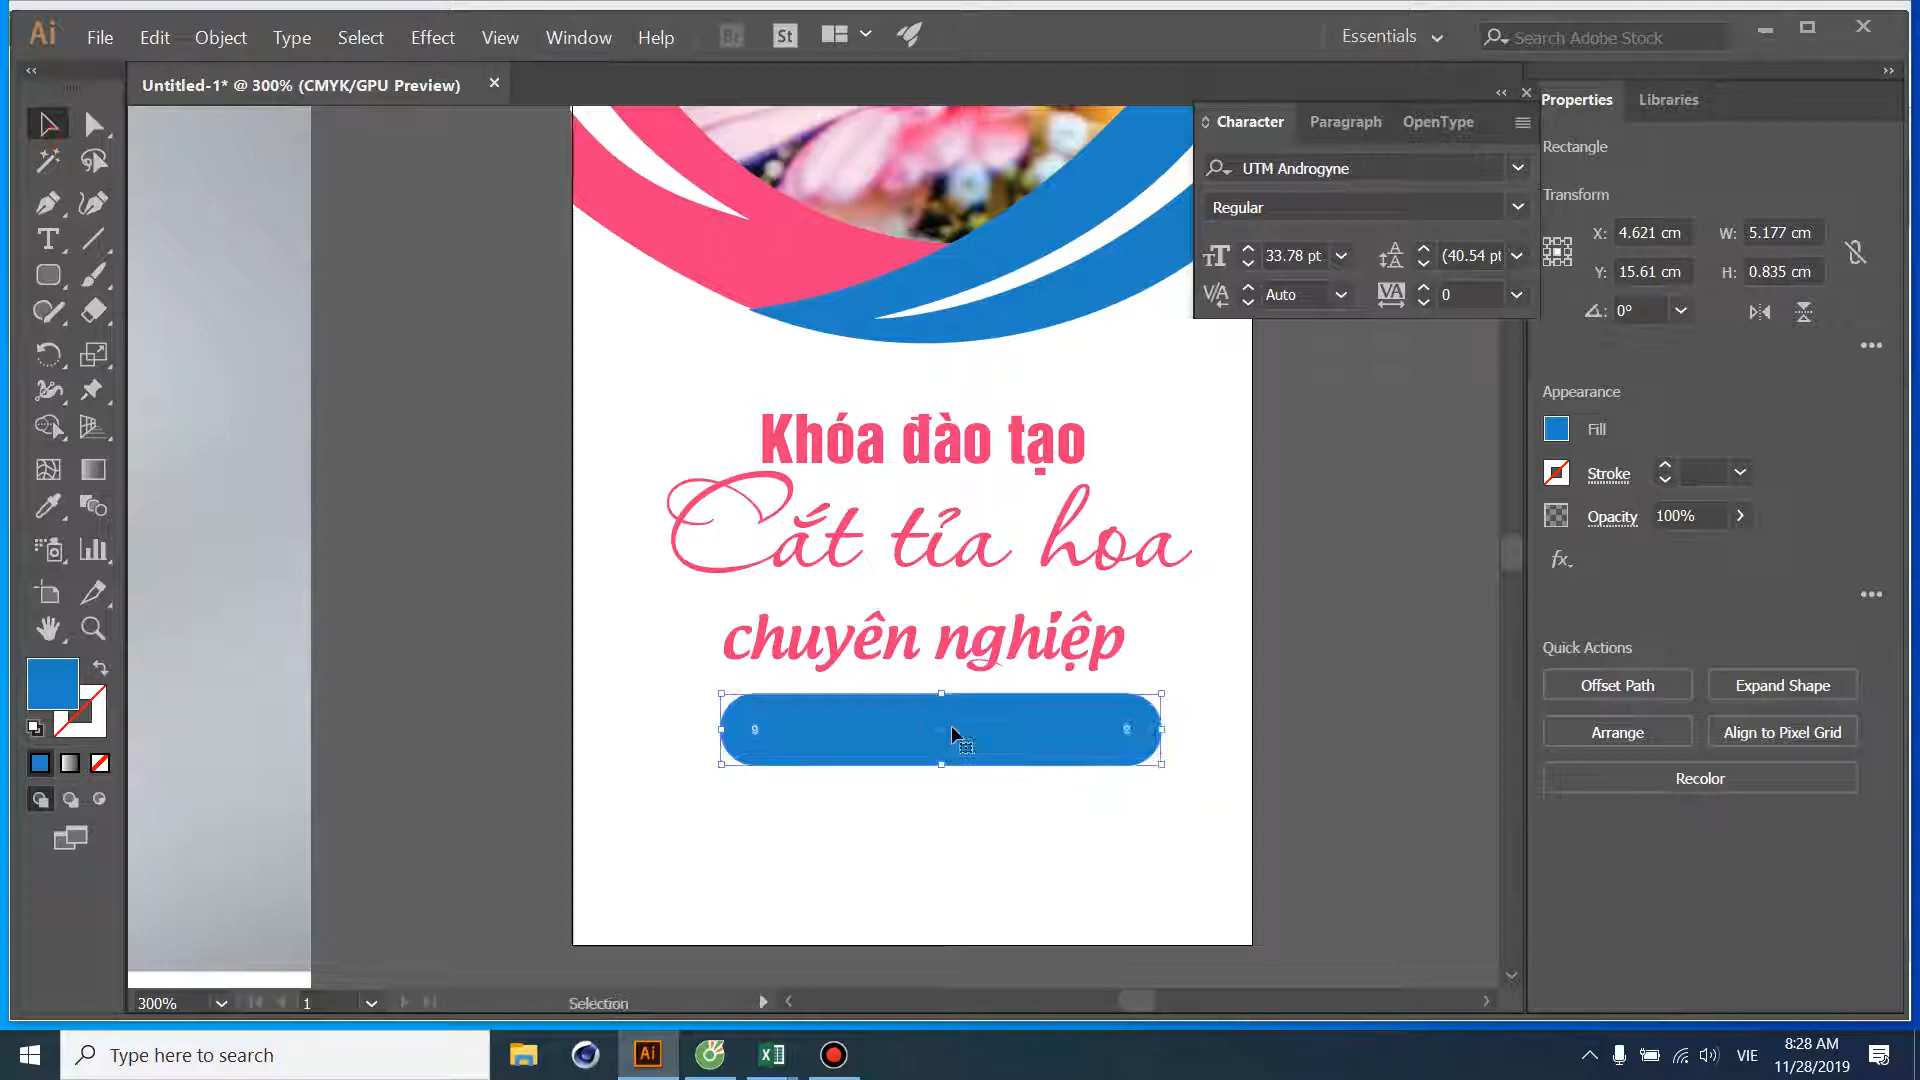 Ai File Edit Object Type Select Effect View Window Help Br St Essentials Search Adobe Stock
Untitled-1* @ 300% (CMYK/GPU Preview)
Character Paragraph OpenType
UTM Androgyne
Regular
33.78 pt (40.54 pt
Auto 0
Properties Libraries
Rectangle
Transform
X: 4.621 cm W: 5.177 cm
Y: 15.61 cm H: 0.835 cm
0°
Appearance
Fill
Stroke
Opacity 100%
fx.
Quick Actions
Offset Path Expand Shape
Arrange Align to Pixel Grid
Recolor
Khóa đào tạo
Cắt tỉa hoa
chuyên nghiệp
300% 1 Selection
Type here to search
Ai
VIE
8:28 AM
11/28/2019